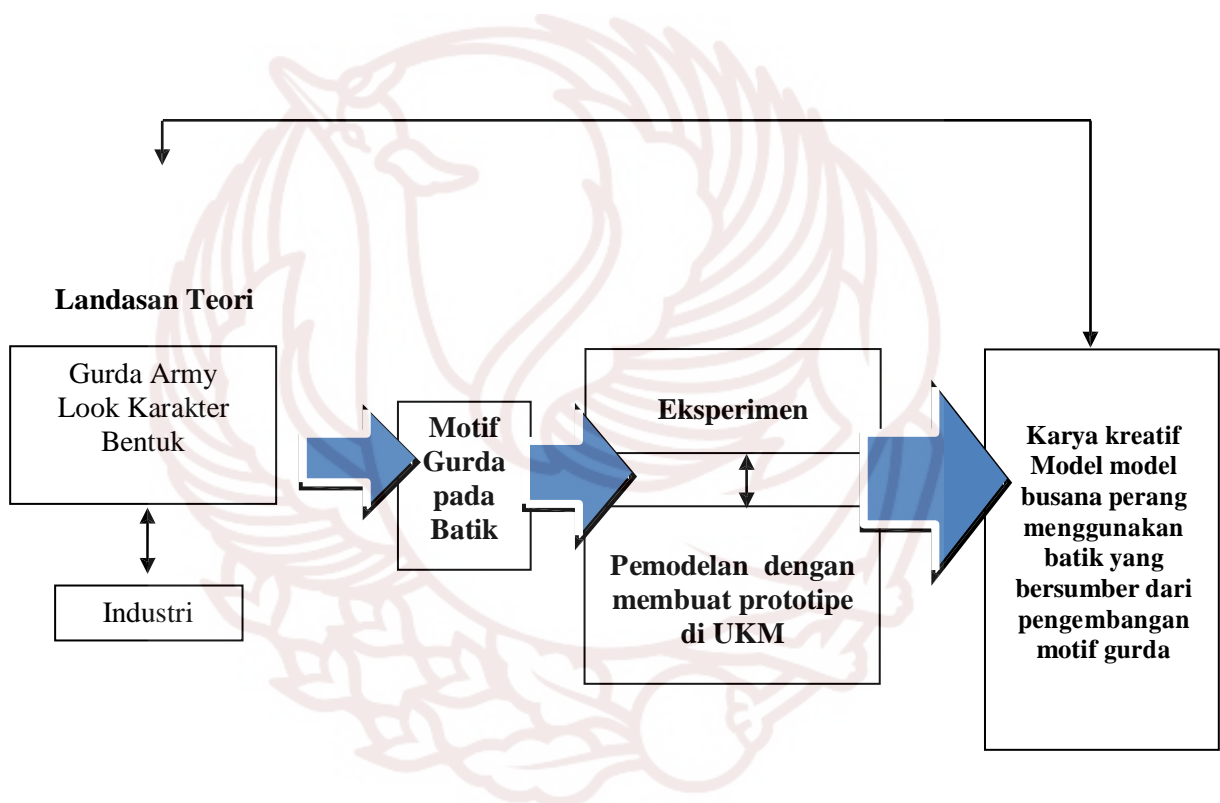 Landasan Teori
Gurda Army
Look Karakter
Bentuk
Industri
Motif
Gurda
pada
Batik
Eksperimen
Pemodelan dengan
membuat prototipe
di UKM
Karya kreatif
Model model
busana perang
menggunakan
batik yang
bersumber dari
pengembangan
motif gurda